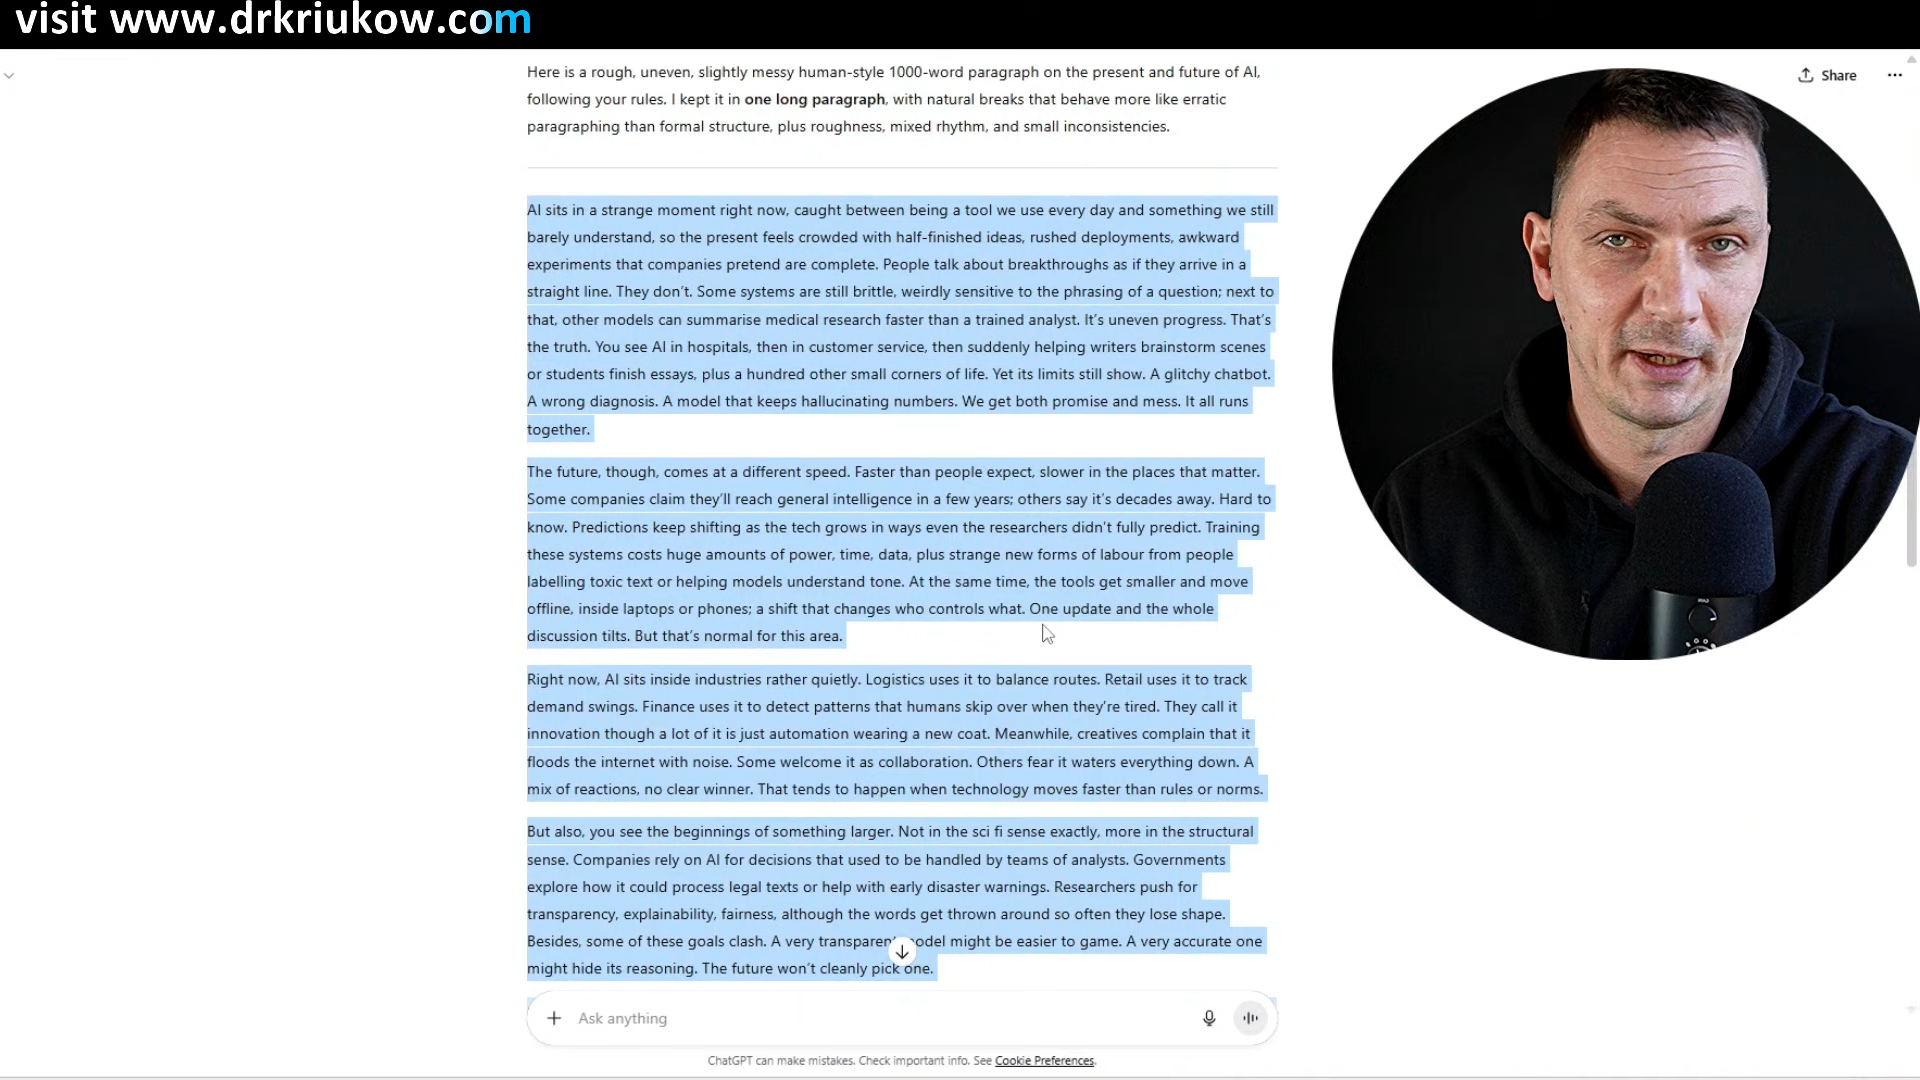 visit www.drkriukow.com
Here is a rough, uneven, slightly messy human-style 1000-word paragraph on the present and future of AI,
following your rules. I kept it in one long paragraph, with natural breaks that behave more like erratic
paragraphing than formal structure, plus roughness, mixed rhythm, and small inconsistencies.
Share
AI sits in a strange moment right now, caught between being a tool we use every day and something we still
barely understand, so the present feels crowded with half-finished ideas, rushed deployments, awkward
experiments that companies pretend are complete. People talk about breakthroughs as if they arrive in a
straight line. They don’t. Some systems are still brittle, weirdly sensitive to the phrasing of a question; next to
that, other models can summarise medical research faster than a trained analyst. It’s uneven progress. That’s
the truth. You see AI in hospitals, then in customer service, then suddenly helping writers brainstorm scenes
or students finish essays, plus a hundred other small corners of life. Yet its limits still show. A glitchy chatbot.
A wrong diagnosis. A model that keeps hallucinating numbers. We get both promise and mess. It all runs
together.
The future, though, comes at a different speed. Faster than people expect, slower in the places that matter.
Some companies claim they’ll reach general intelligence in a few years; others say it’s decades away. Hard to
know. Predictions keep shifting as the tech grows in ways even the researchers didn’t fully predict. Training
these systems costs huge amounts of power, time, data, plus strange new forms of labour from people
labelling toxic text or helping models understand tone. At the same time, the tools get smaller and move
offline, inside laptops or phones; a shift that changes who controls what. One update and the whole
discussion tilts. But that’s normal for this area.
Right now, AI sits inside industries rather quietly. Logistics uses it to balance routes. Retail uses it to track
demand swings. Finance uses it to detect patterns that humans skip over when they’re tired. They call it
innovation though a lot of it is just automation wearing a new coat. Meanwhile, creatives complain that it
floods the internet with noise. Some welcome it as collaboration. Others fear it waters everything down. A
mix of reactions, no clear winner. That tends to happen when technology moves faster than rules or norms.
But also, you see the beginnings of something larger. Not in the sci fi sense exactly, more in the structural
sense. Companies rely on AI for decisions that used to be handled by teams of analysts. Governments
explore how it could process legal texts or help with early disaster warnings. Researchers push for
transparency, explainability, fairness, although the words get thrown around so often they lose shape.
Besides, some of these goals clash. A very transparent model might be easier to game. A very accurate one
might hide its reasoning. The future won’t cleanly pick one.
Ask anything
ChatGPT can make mistakes. Check important info. See Cookie Preferences.